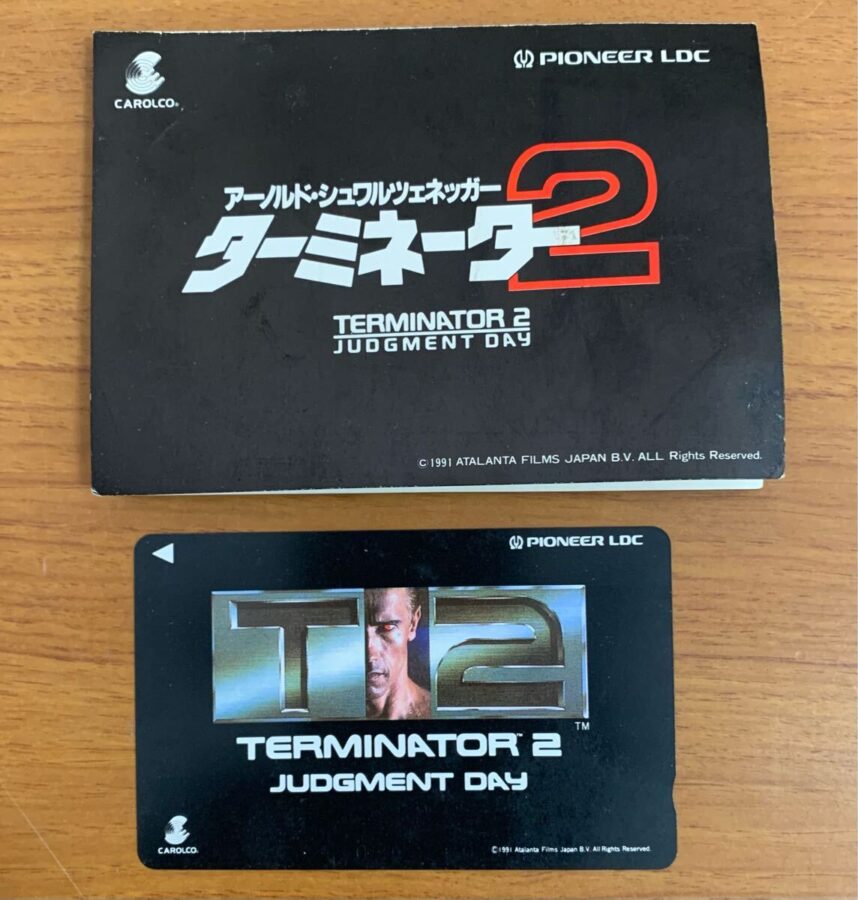 CAROLCO®
PIONEER LDC
アーノルド・シュワルツェネッガー
ターミネーター2
TERMINATOR 2
JUDGMENT DAY
©1991 ATALANTA FILMS JAPAN B.V. ALL Rights Reserved.
PIONEER LDC
T2
TM
TERMINATOR™ 2
JUDGMENT DAY
CAROLCO®
©1991 Atalanta Films Japan B.V. All Rights Reserved.